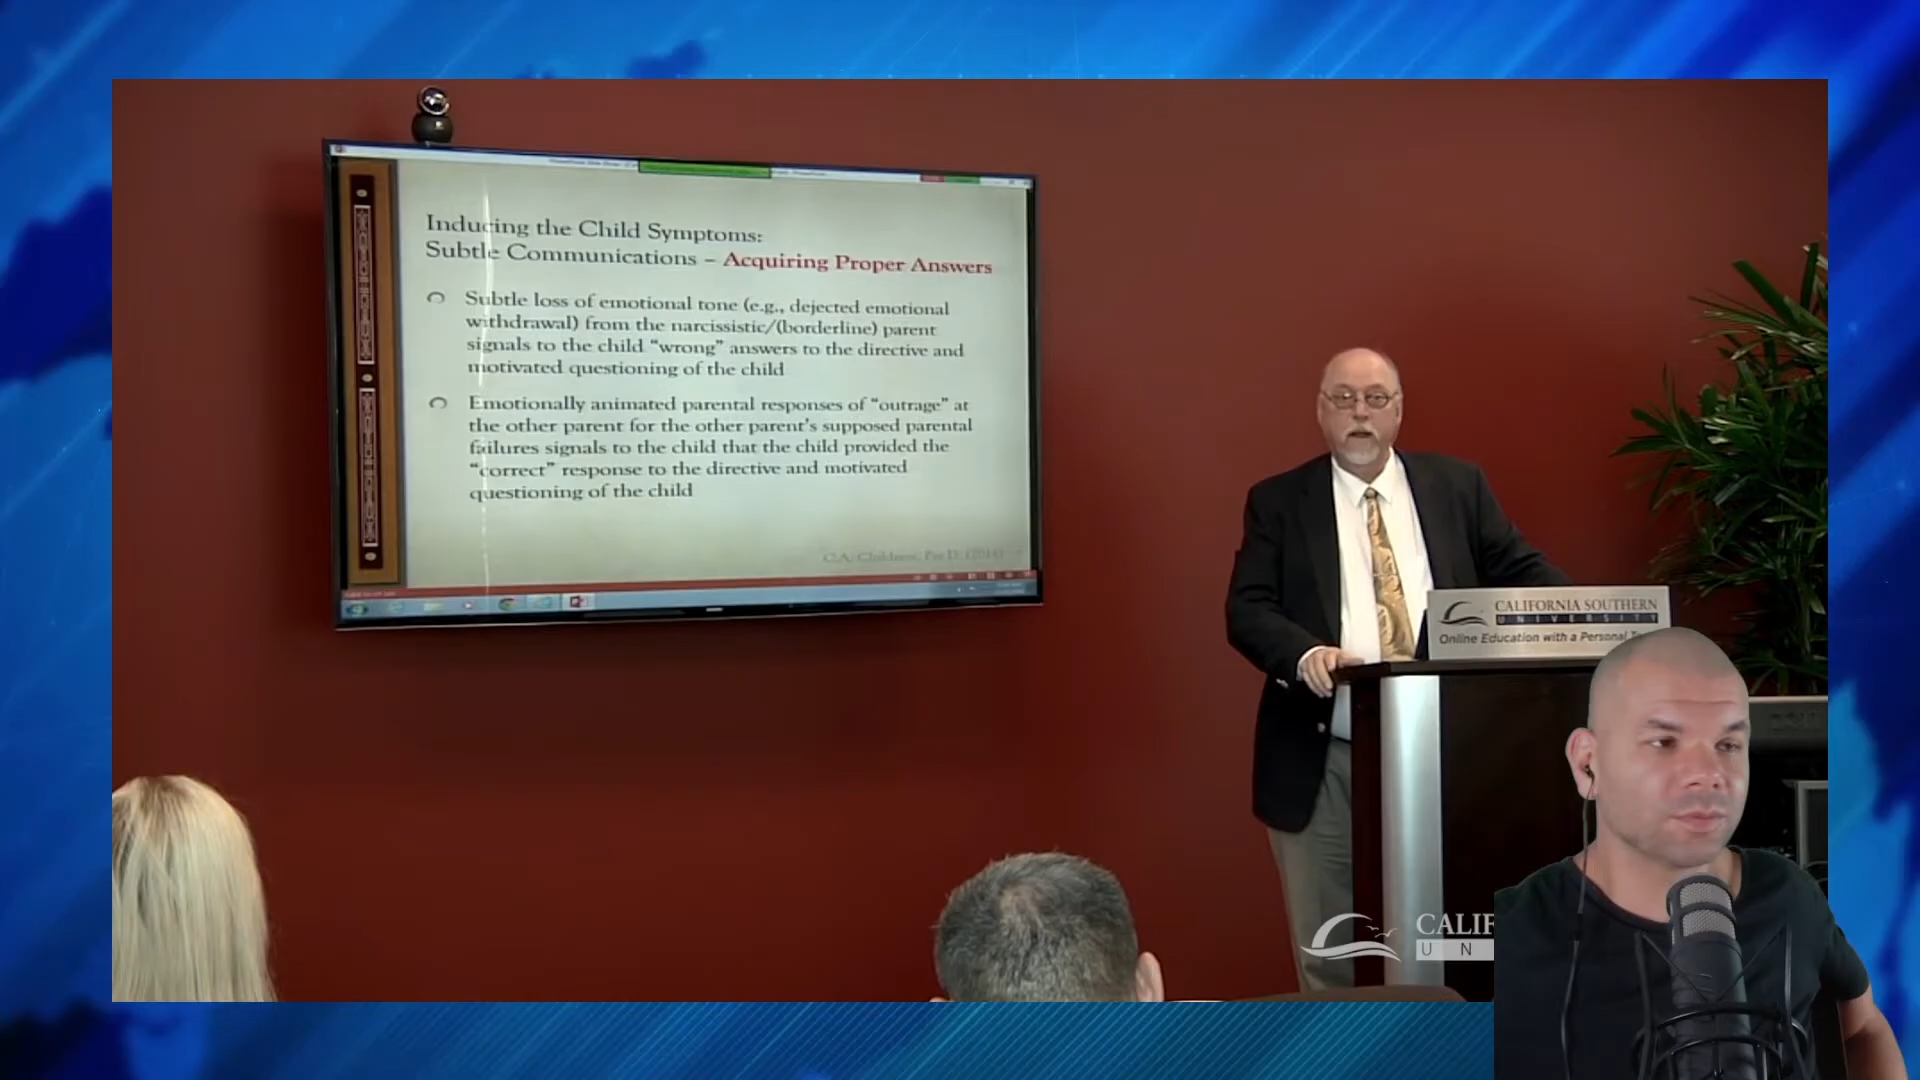 Inducing the Child Symptoms:
Subtle Communications – Acquiring Proper Answers
Subtle loss of emotional tone (e.g., dejected emotional
withdrawal) from the narcissistic/(borderline) parent
signals to the child “wrong” answers to the directive and
motivated questioning of the child
Emotionally animated parental responses of “outrage” at
the other parent for the other parent's supposed parental
failures signals to the child that the child provided the
“correct” response to the directive and motivated
questioning of the child
C.A. Childress, Psy.D. (2014)
CALIFORNIA SOUTHERN
UNIVERSITY
Online Education with a Personal
CALIF
UN